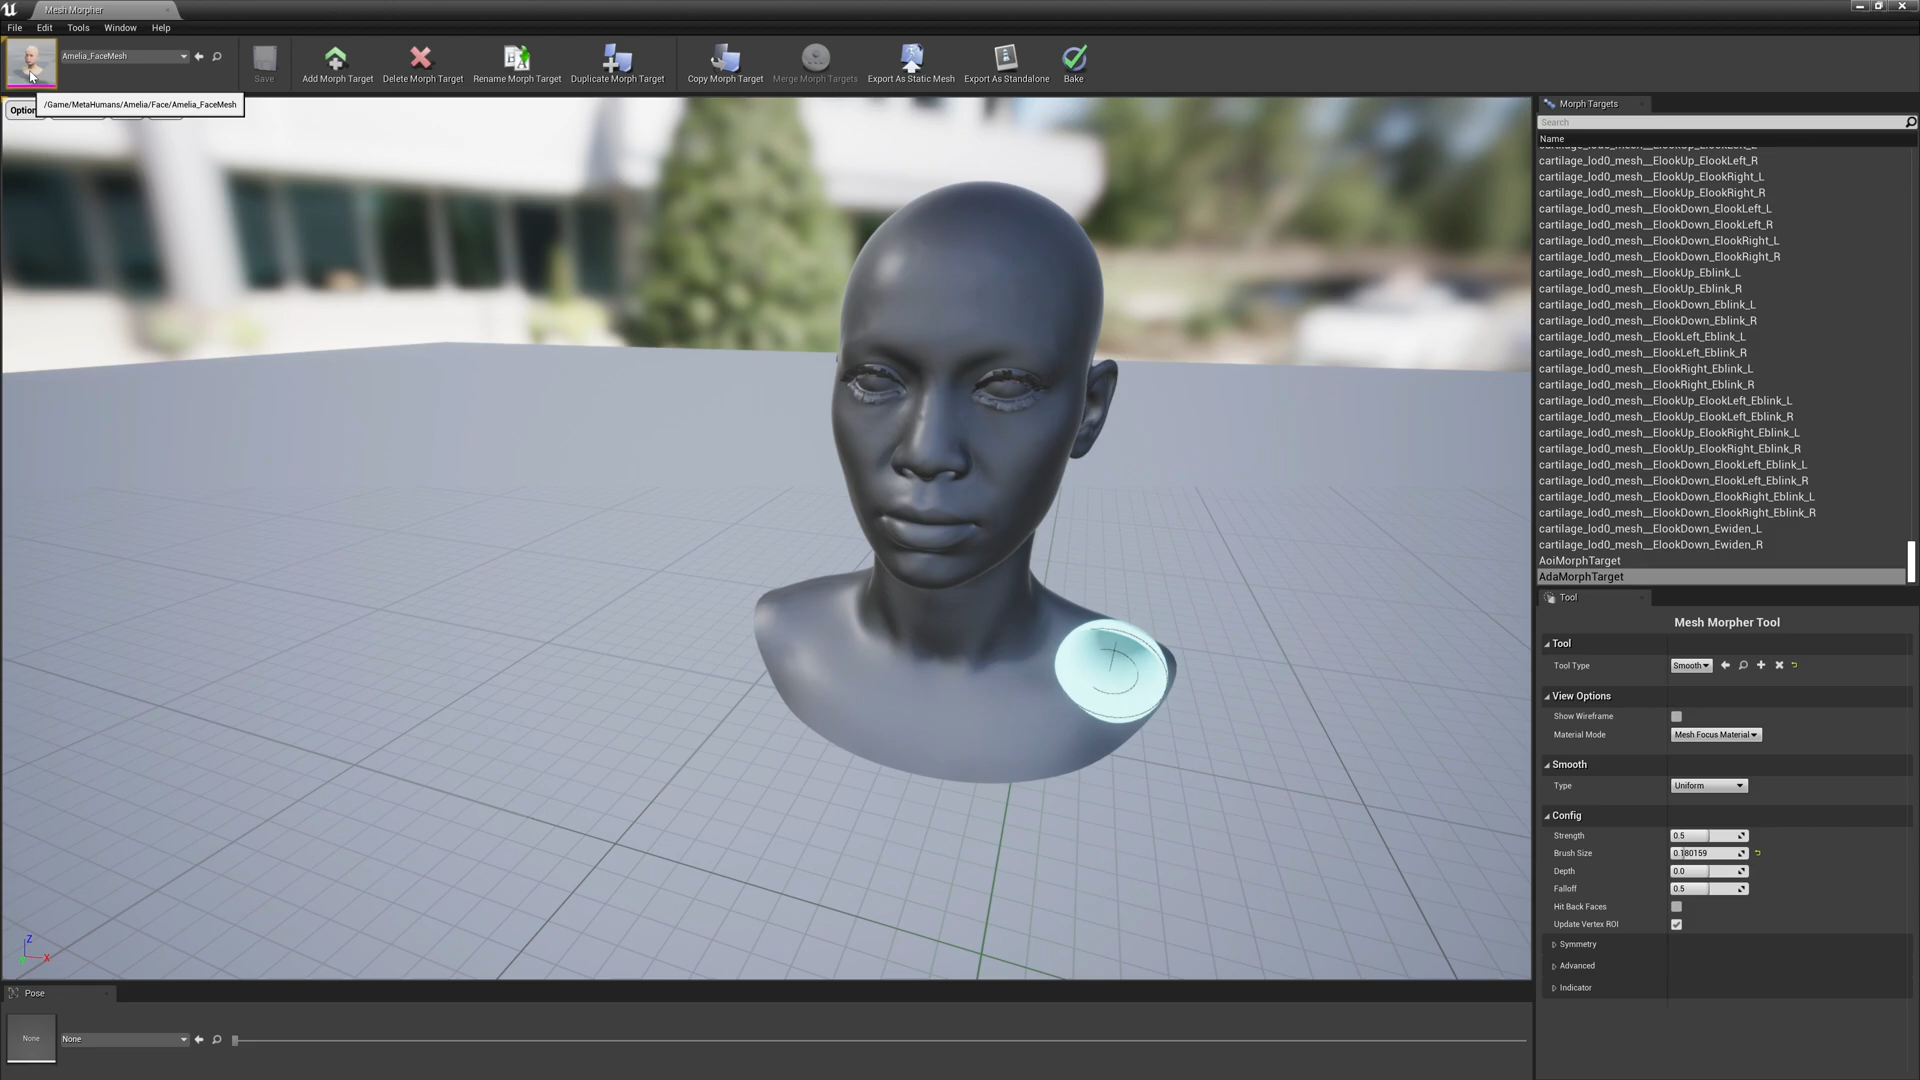 Mesh Morpher
File Edit Tools Window Help
Amelia_FaceMesh
Save
Add Morph Target
Delete Morph Target
Rename Morph Target
Duplicate Morph Target
Copy Morph Target
Merge Morph Targets
Export As Static Mesh
Export As Standalone
Bake
/Game/MetaHumans/Amelia/Face/Amelia_FaceMesh
Option
Morph Targets
Search
Name
cartilage_lod0_mesh__ElookUp_ElookLeft_L
cartilage_lod0_mesh__ElookUp_ElookLeft_R
cartilage_lod0_mesh__ElookUp_ElookRight_L
cartilage_lod0_mesh__ElookUp_ElookRight_R
cartilage_lod0_mesh__ElookDown_ElookLeft_L
cartilage_lod0_mesh__ElookDown_ElookLeft_R
cartilage_lod0_mesh__ElookDown_ElookRight_L
cartilage_lod0_mesh__ElookDown_ElookRight_R
cartilage_lod0_mesh__ElookUp_Eblink_L
cartilage_lod0_mesh__ElookUp_Eblink_R
cartilage_lod0_mesh__ElookDown_Eblink_L
cartilage_lod0_mesh__ElookDown_Eblink_R
cartilage_lod0_mesh__ElookLeft_Eblink_L
cartilage_lod0_mesh__ElookLeft_Eblink_R
cartilage_lod0_mesh__ElookRight_Eblink_L
cartilage_lod0_mesh__ElookRight_Eblink_R
cartilage_lod0_mesh__ElookUp_ElookLeft_Eblink_L
cartilage_lod0_mesh__ElookUp_ElookLeft_Eblink_R
cartilage_lod0_mesh__ElookUp_ElookRight_Eblink_L
cartilage_lod0_mesh__ElookUp_ElookRight_Eblink_R
cartilage_lod0_mesh__ElookDown_ElookLeft_Eblink_L
cartilage_lod0_mesh__ElookDown_ElookLeft_Eblink_R
cartilage_lod0_mesh__ElookDown_ElookRight_Eblink_L
cartilage_lod0_mesh__ElookDown_ElookRight_Eblink_R
cartilage_lod0_mesh__ElookDown_Ewiden_L
cartilage_lod0_mesh__ElookDown_Ewiden_R
AoiMorphTarget
AdaMorphTarget
Tool
Mesh Morpher Tool
Tool
Tool Type Smooth
View Options
Show Wireframe
Material Mode Mesh Focus Material
Smooth
Type Uniform
Config
Strength 0.5
Brush Size 0.180159
Depth 0.0
Falloff 0.5
Hit Back Faces
Update Vertex ROI
Symmetry
Advanced
Indicator
Z
X
Pose
None
None